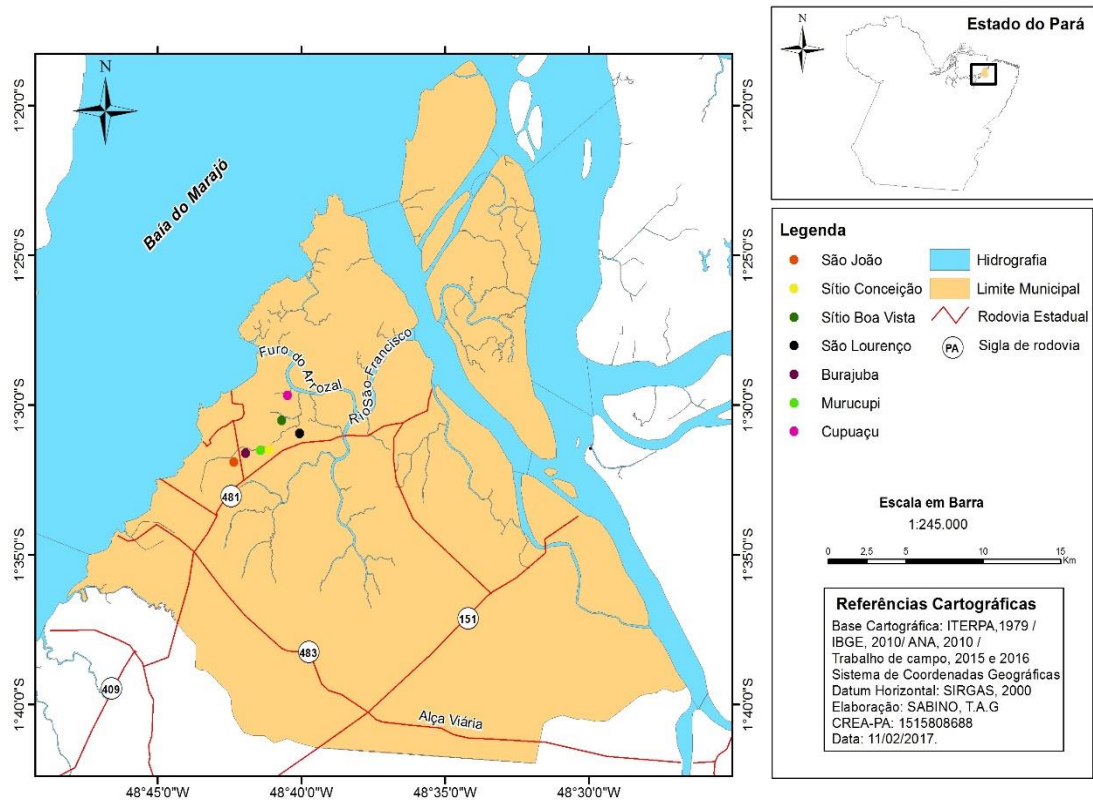 N
Baía do Marajó
Furo do Arrozal
Rio São Francisco
481
483
151
409
Alça Viária
1°20'0"S
1°25'0"S
1°30'0"S
1°35'0"S
1°40'0"S
1°20'0"S
1°25'0"S
1°30'0"S
1°35'0"S
1°40'0"S
48°45'0"W
48°40'0"W
48°35'0"W
48°30'0"W
N
Estado do Pará
Legenda
São João
Sítio Conceição
Sítio Boa Vista
São Lourenço
Burajuba
Murucupi
Cupuaçu
Hidrografia
Limite Municipal
Rodovia Estadual
PA Sigla de rodovia
Escala em Barra
1:245.000
0 2,5 5 10 15
Km
Referências Cartográficas
Base Cartográfica: ITERPA,1979 /
IBGE, 2010/ ANA, 2010 /
Trabalho de campo, 2015 e 2016
Sistema de Coordenadas Geográficas
Datum Horizontal: SIRGAS, 2000
Elaboração: SABINO, T.A.G
CREA-PA: 1515808688
Data: 11/02/2017.